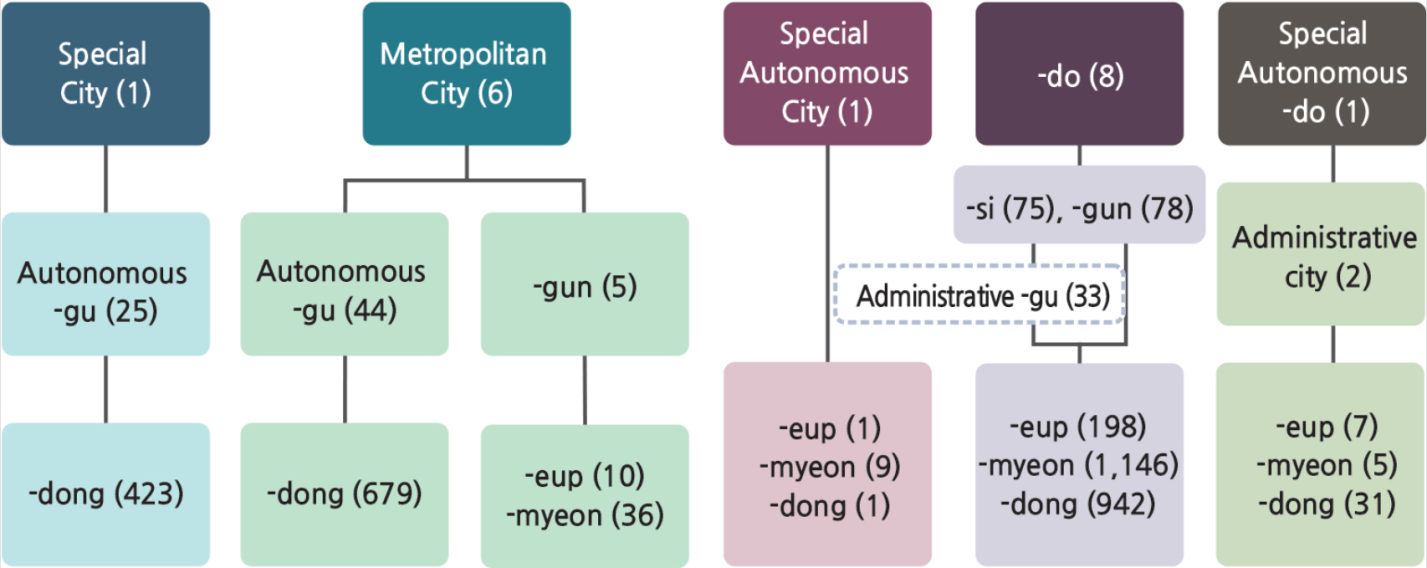 Special
City (1)
Metropolitan
City (6)
Special
Autonomous
City (1)
-do (8)
Special
Autonomous
-do (1)
-si (75), -gun (78)
Autonomous
-gu (25)
Autonomous
-gu (44)
-gun (5)
Administrative -gu (33)
Administrative
city (2)
-dong (423)
-dong (679)
-eup (10)
-myeon (36)
-eup (1)
-myeon (9)
-dong (1)
-eup (198)
-myeon (1,146)
-dong (942)
-eup (7)
-myeon (5)
-dong (31)